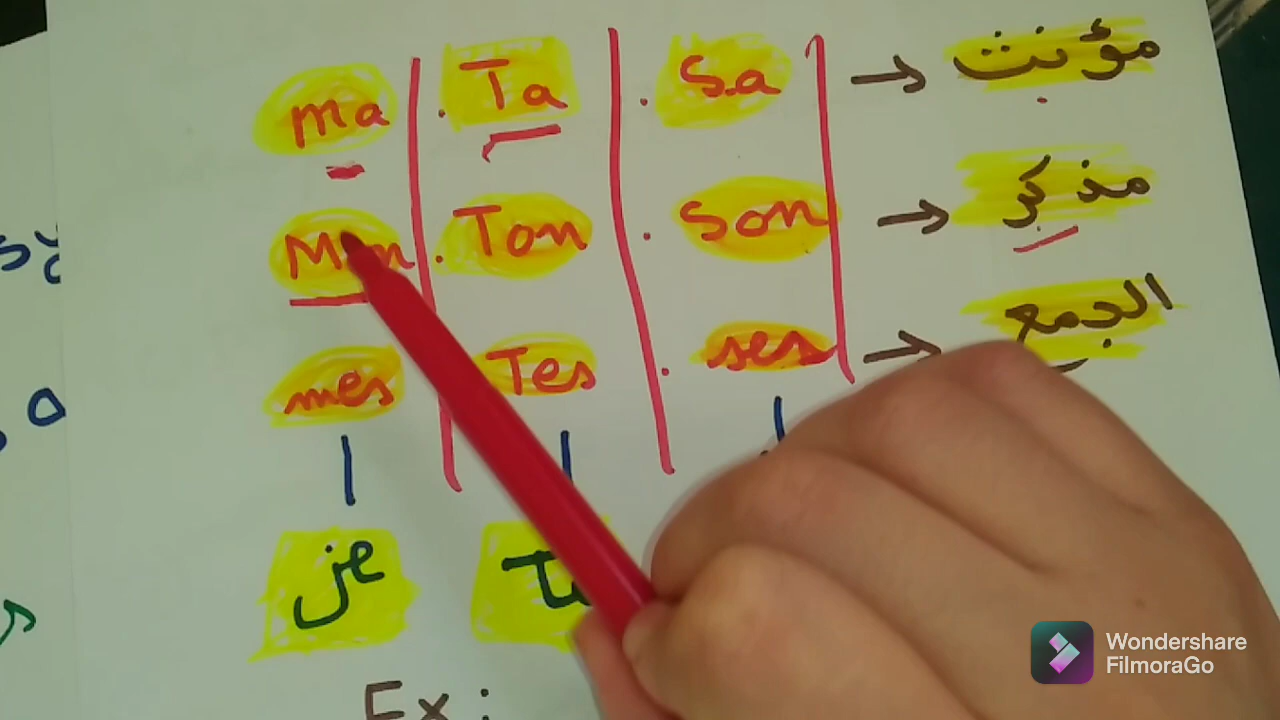 ma . Ta . Sa → مؤنث
Mon . Ton . Son → مذكر
mes Tes . ses → الجمع
je
Ex:
Wondershare
FilmoraGo